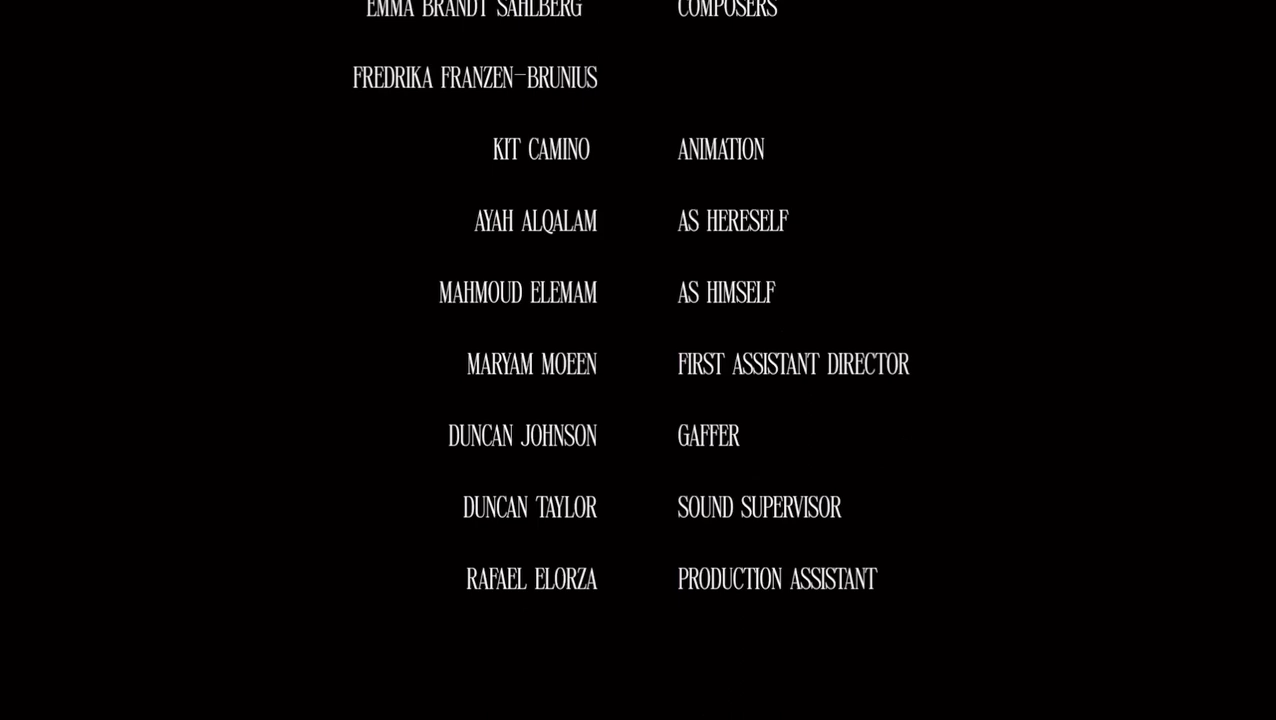 EMMA BRANDT SAHLBERG COMPOSERS
FREDRIKA FRANZEN-BRUNIUS
KIT CAMINO ANIMATION
AYAH ALQALAM AS HERESELF
MAHMOUD ELEMAM AS HIMSELF
MARYAM MOEEN FIRST ASSISTANT DIRECTOR
DUNCAN JOHNSON GAFFER
DUNCAN TAYLOR SOUND SUPERVISOR
RAFAEL ELORZA PRODUCTION ASSISTANT